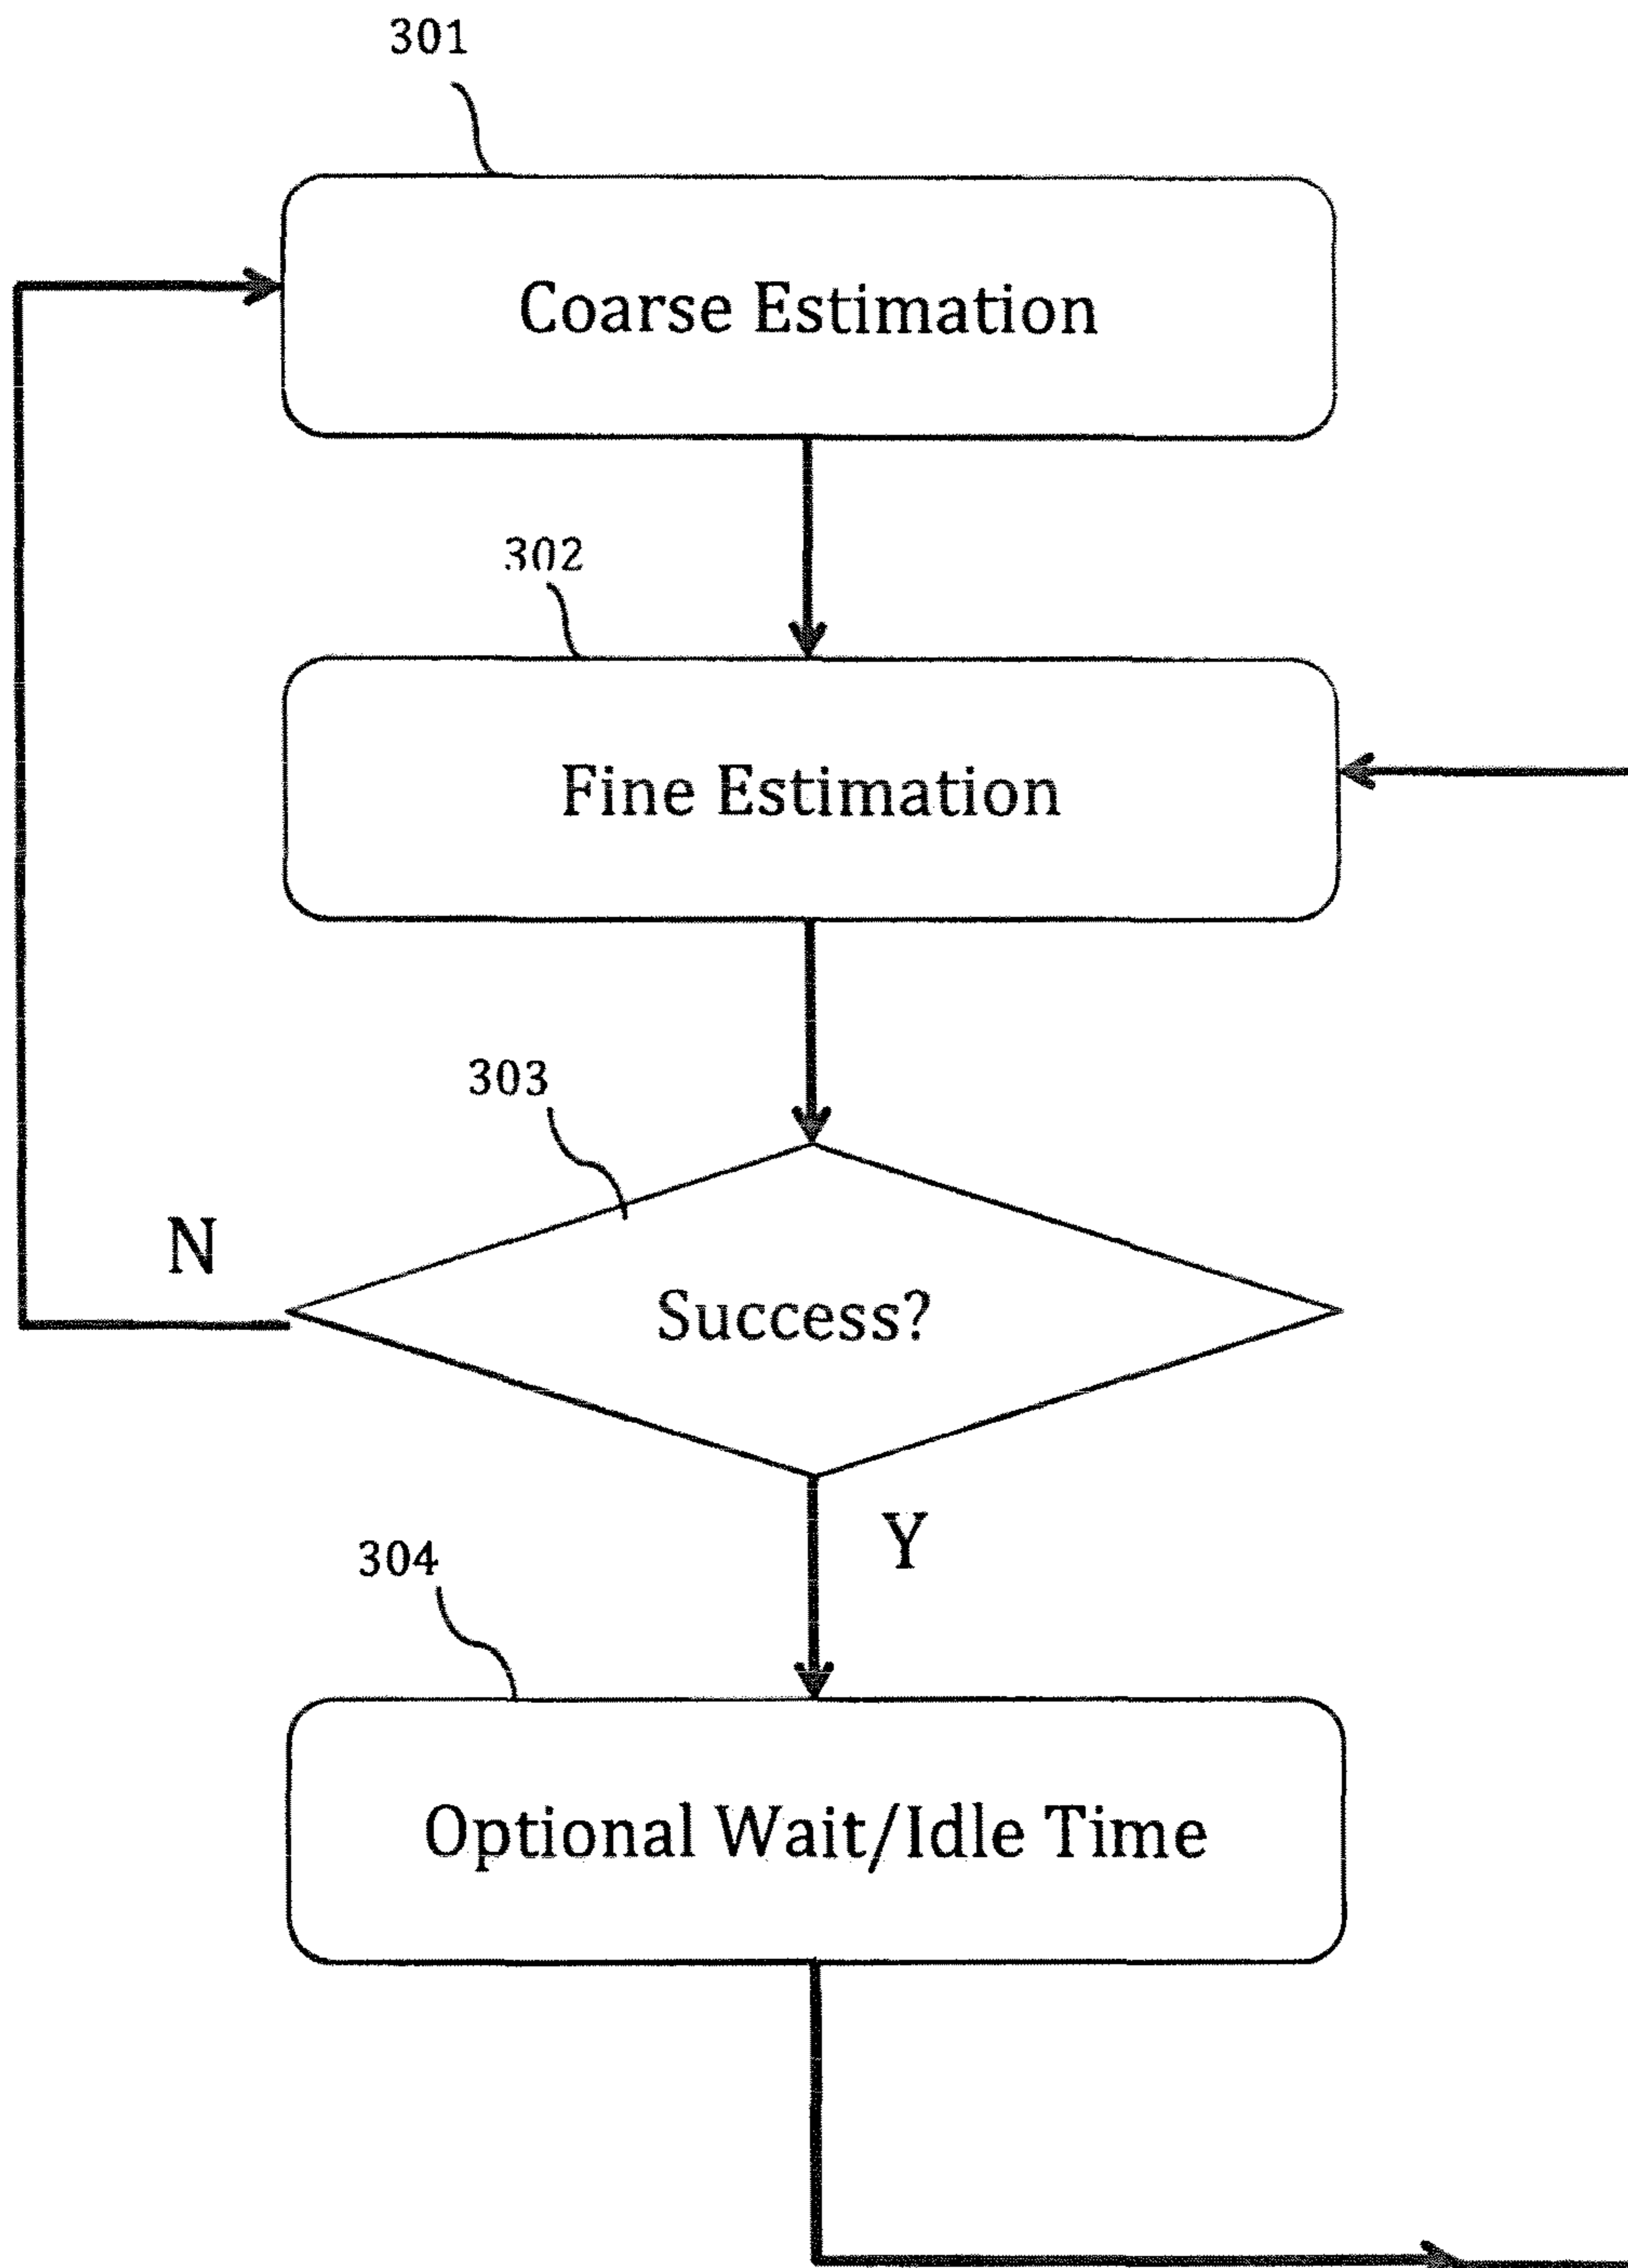 301
Coarse Estimation
302
Fine Estimation
303
N
Success?
Y
304
Optional Wait/Idle Time